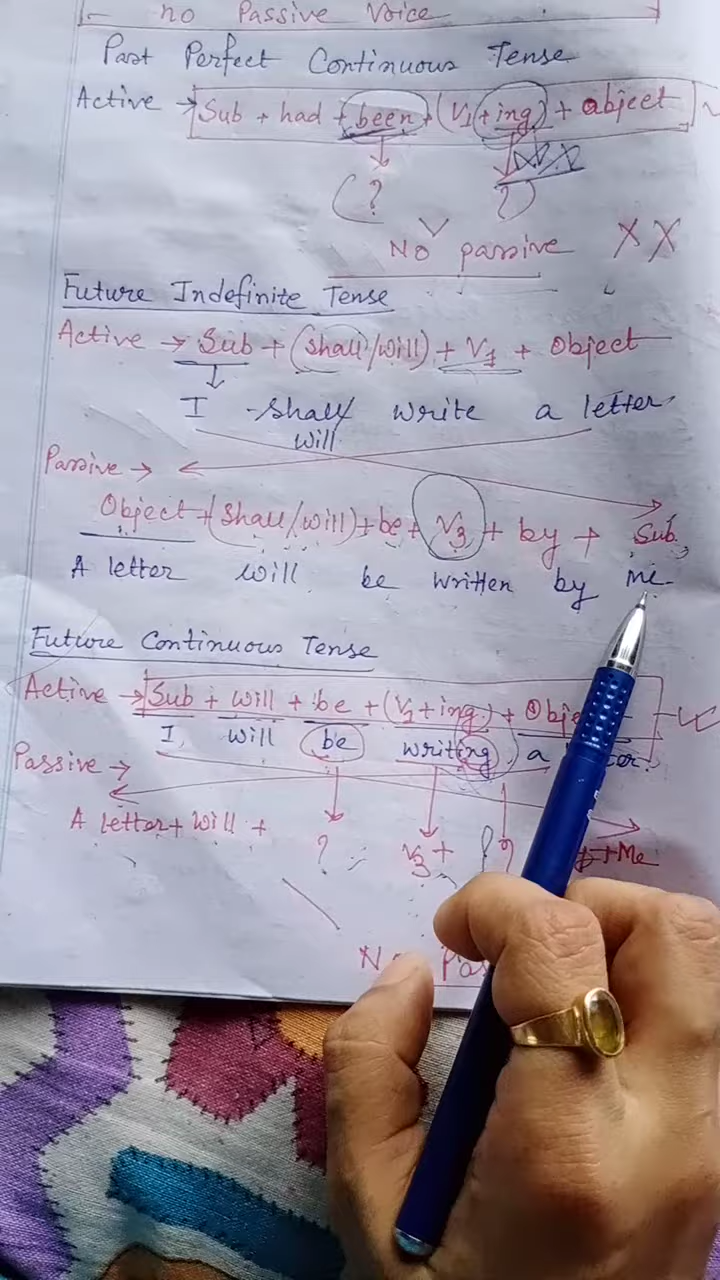 no Passive Voice
Past Perfect Continuous Tense
Active → Sub + had + been + (V1 + ing) + object
(?
?)
No passive XX
Future Indefinite Tense
Active → Sub + (shall/will) + V1 + Object
I shall write a letter
will
Passive →
Object + (shall/will) + be + V3 + by + Sub
A letter will be written by me
Future Continuous Tense
Active → Sub + will + be + (V1 + ing) + Obje
I will be writing a
Passive →
A letter + will + ? V3 + ? + Me